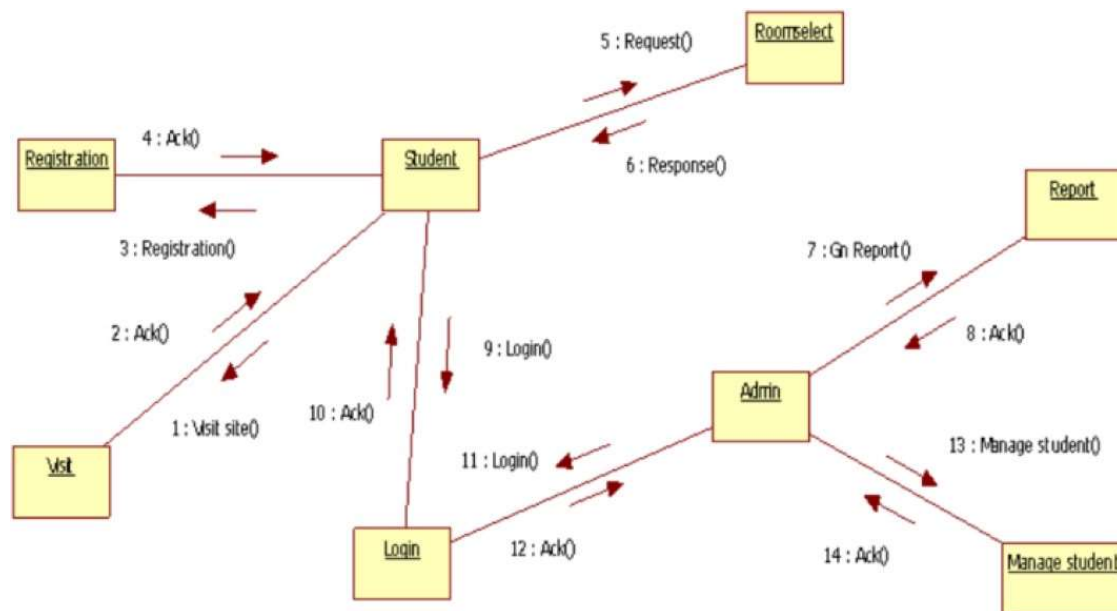 Roomselect
5 : Request()
4 : Ack()
Registration
Student
6 : Response()
Report
3 : Registration()
7 : Gn Report()
2 : Ack()
8 : Ack()
9 : Login()
Admin
10 : Ack()
1 : Visit site()
13 : Manage student()
11 : Login()
Visit
Login
12 : Ack()
14 : Ack()
Manage student